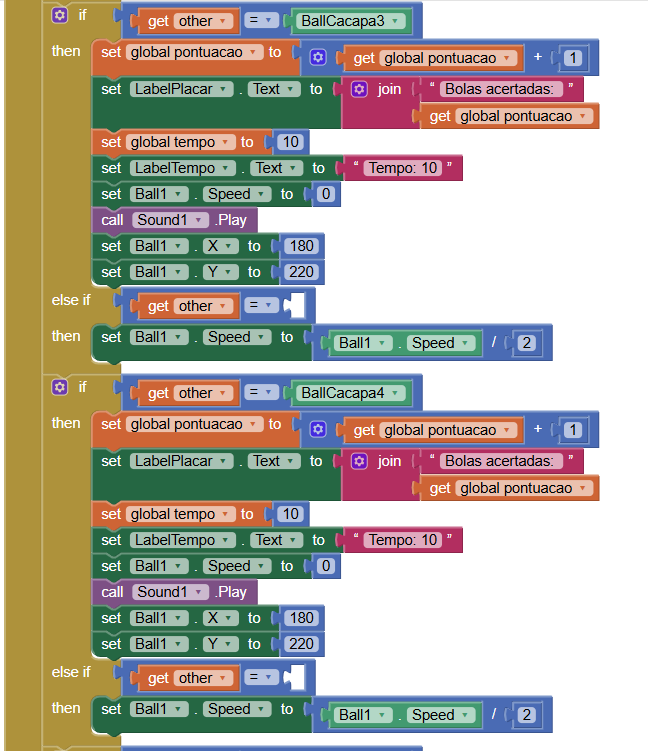 if get other = BallCacapa3
then set global pontuacao to get global pontuacao + 1
set LabelPlacar . Text to join " Bolas acertadas: "
get global pontuacao
set global tempo to 10
set LabelTempo . Text to " Tempo: 10 "
set Ball1 . Speed to 0
call Sound1 .Play
set Ball1 . X to 180
set Ball1 . Y to 220
else if get other =
then set Ball1 . Speed to Ball1 . Speed / 2
if get other = BallCacapa4
then set global pontuacao to get global pontuacao + 1
set LabelPlacar . Text to join " Bolas acertadas: "
get global pontuacao
set global tempo to 10
set LabelTempo . Text to " Tempo: 10 "
set Ball1 . Speed to 0
call Sound1 .Play
set Ball1 . X to 180
set Ball1 . Y to 220
else if get other =
then set Ball1 . Speed to Ball1 . Speed / 2